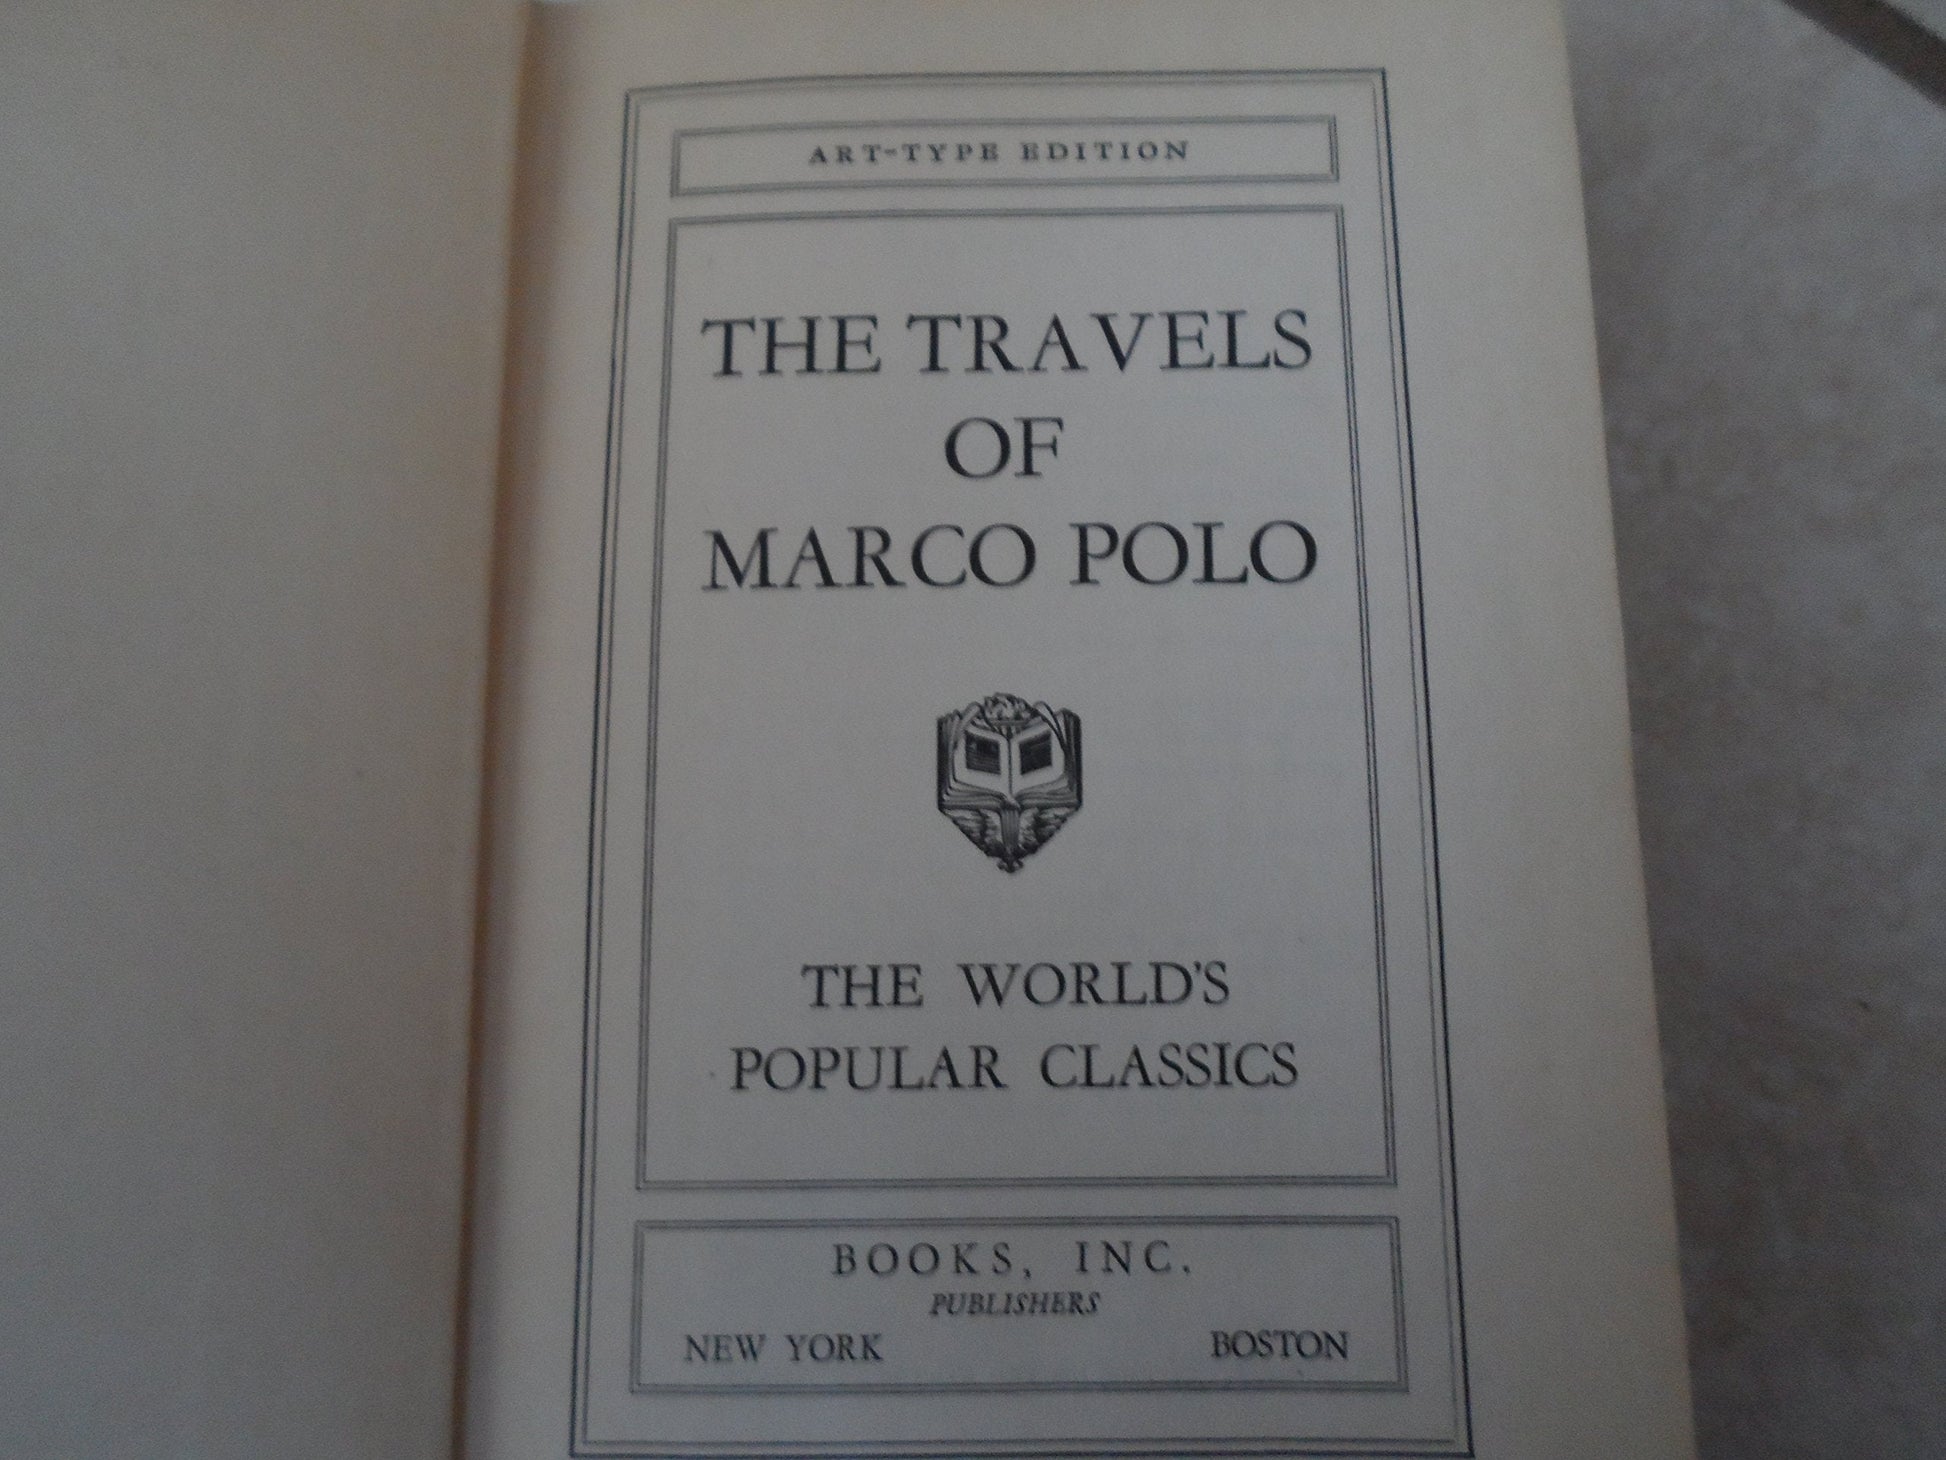 ART-TYPE EDITION
THE TRAVELS
OF
MARCO POLO
THE WORLD'S
POPULAR CLASSICS
BOOKS, INC.
PUBLISHERS
NEW YORK BOSTON